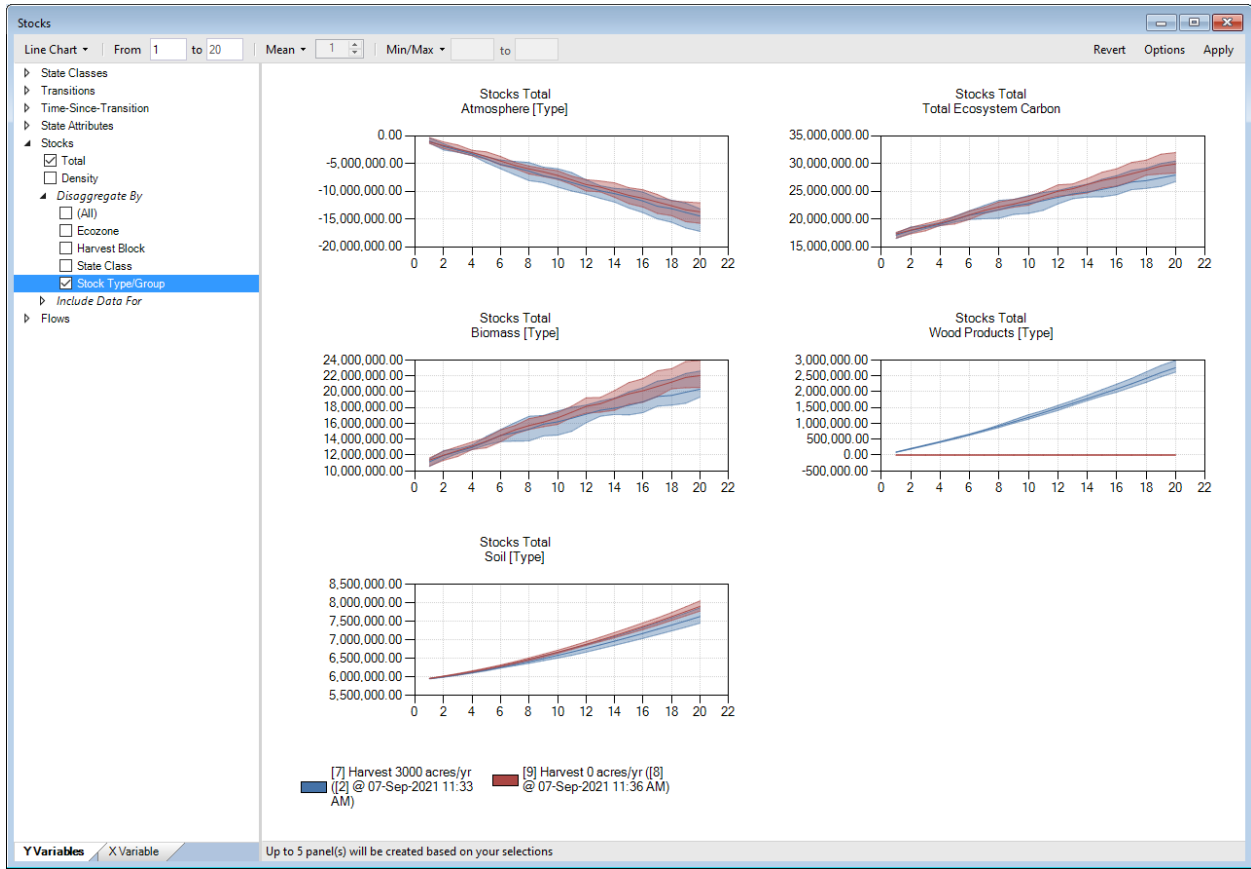 Stocks
Line Chart From 1 to 20 Mean 1 Min/Max to Revert Options Apply
State Classes
Transitions
Time-Since-Transition
State Attributes
Stocks
Total
Density
Disaggregate By
(All)
Ecozone
Harvest Block
State Class
Stock Type/Group
Include Data For
Flows
Stocks Total
Atmosphere [Type]
0.00
-5,000,000.00
-10,000,000.00
-15,000,000.00
-20,000,000.00
0 2 4 6 8 10 12 14 16 18 20 22
Stocks Total
Total Ecosystem Carbon
35,000,000.00
30,000,000.00
25,000,000.00
20,000,000.00
15,000,000.00
0 2 4 6 8 10 12 14 16 18 20 22
Stocks Total
Biomass [Type]
24,000,000.00
22,000,000.00
20,000,000.00
18,000,000.00
16,000,000.00
14,000,000.00
12,000,000.00
10,000,000.00
0 2 4 6 8 10 12 14 16 18 20 22
Stocks Total
Wood Products [Type]
3,000,000.00
2,500,000.00
2,000,000.00
1,500,000.00
1,000,000.00
500,000.00
0.00
-500,000.00
0 2 4 6 8 10 12 14 16 18 20 22
Stocks Total
Soil [Type]
8,500,000.00
8,000,000.00
7,500,000.00
7,000,000.00
6,500,000.00
6,000,000.00
5,500,000.00
0 2 4 6 8 10 12 14 16 18 20 22
[7] Harvest 3000 acres/yr
([2] @ 07-Sep-2021 11:33
AM)
[9] Harvest 0 acres/yr ([8]
@ 07-Sep-2021 11:36 AM)
Y Variables X Variable
Up to 5 panel(s) will be created based on your selections